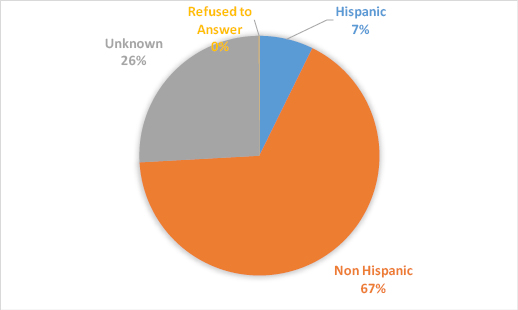 Refused to
Answer
0%
Hispanic
7%
Unknown
26%
Non Hispanic
67%